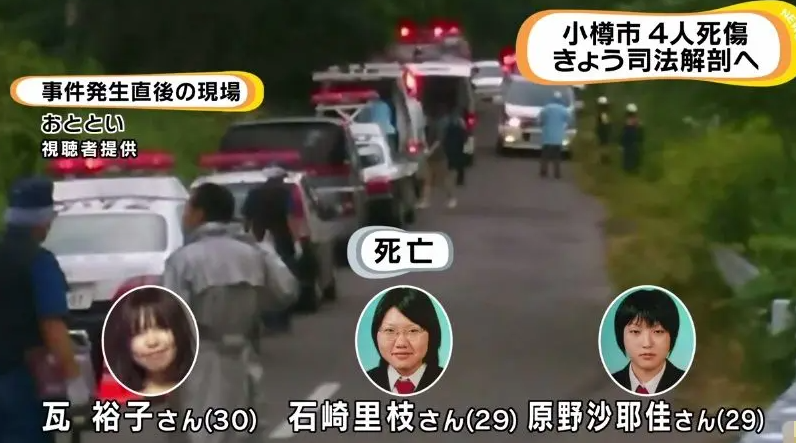 小樽市 4人死傷
きょう司法解剖へ
事件発生直後の現場
おととい
視聴者提供
死亡
瓦 裕子さん(30)
石崎里枝さん(29)
原野沙耶佳さん(29)